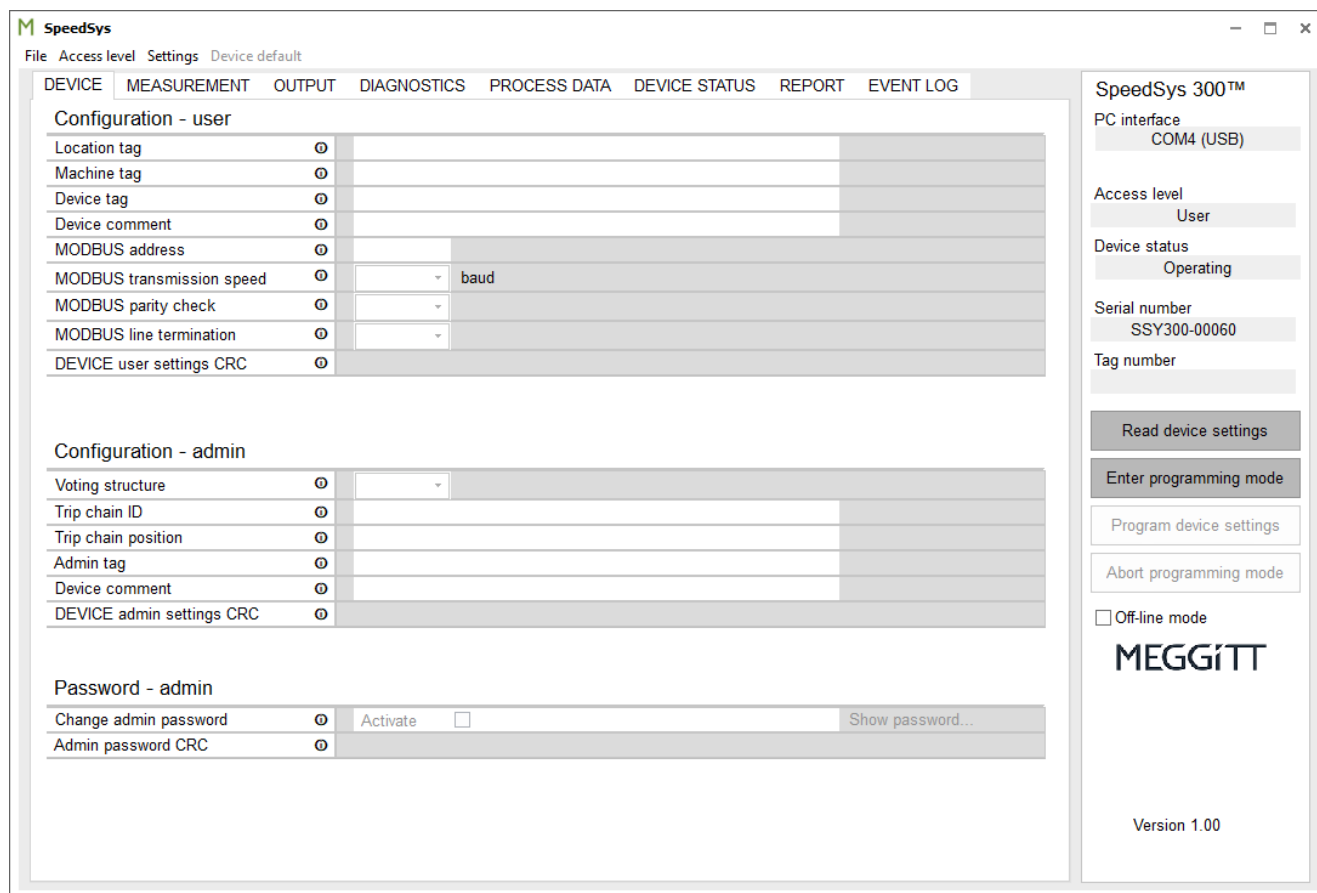 SpeedSys
File Access level Settings Device default
DEVICE MEASUREMENT OUTPUT DIAGNOSTICS PROCESS DATA DEVICE STATUS REPORT EVENT LOG
Configuration - user
Location tag
Machine tag
Device tag
Device comment
MODBUS address
MODBUS transmission speed baud
MODBUS parity check
MODBUS line termination
DEVICE user settings CRC
Configuration - admin
Voting structure
Trip chain ID
Trip chain position
Admin tag
Device comment
DEVICE admin settings CRC
Password - admin
Change admin password Activate Show password...
Admin password CRC
SpeedSys 300™
PC interface
COM4 (USB)
Access level
User
Device status
Operating
Serial number
SSY300-00060
Tag number
Read device settings
Enter programming mode
Program device settings
Abort programming mode
Off-line mode
MEGGiTT
Version 1.00